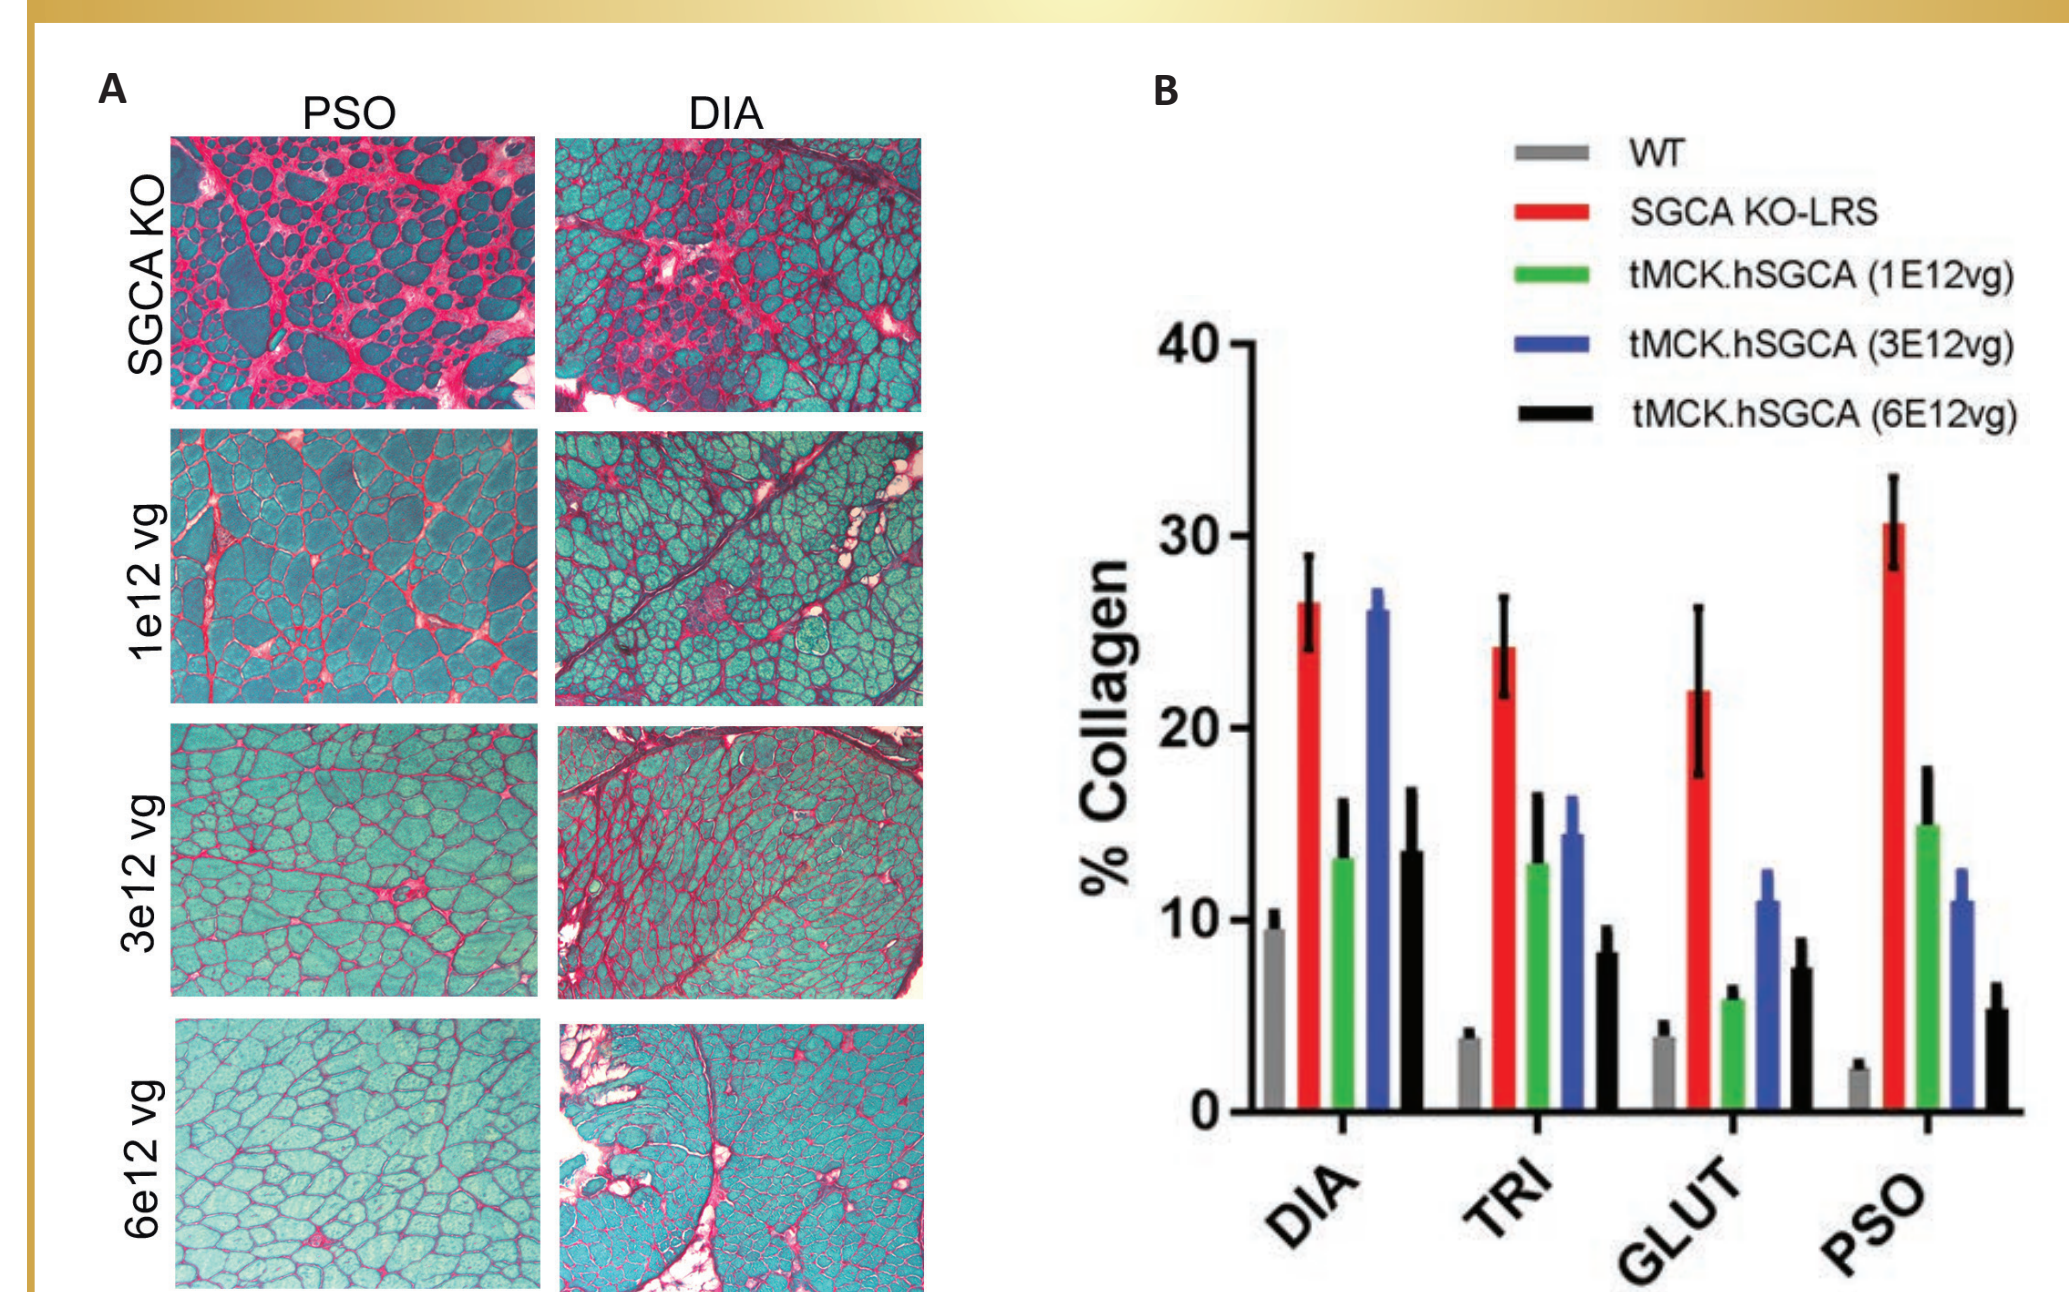 A
PSO
DIA
SGCA KO
1e12 vg
3e12 vg
6e12 vg
B
WT
SGCA KO-LRS
tMCK.hSGCA (1E12vg)
tMCK.hSGCA (3E12vg)
tMCK.hSGCA (6E12vg)
% Collagen
40
30
20
10
0
DIA
TRI
GLUT
PSO